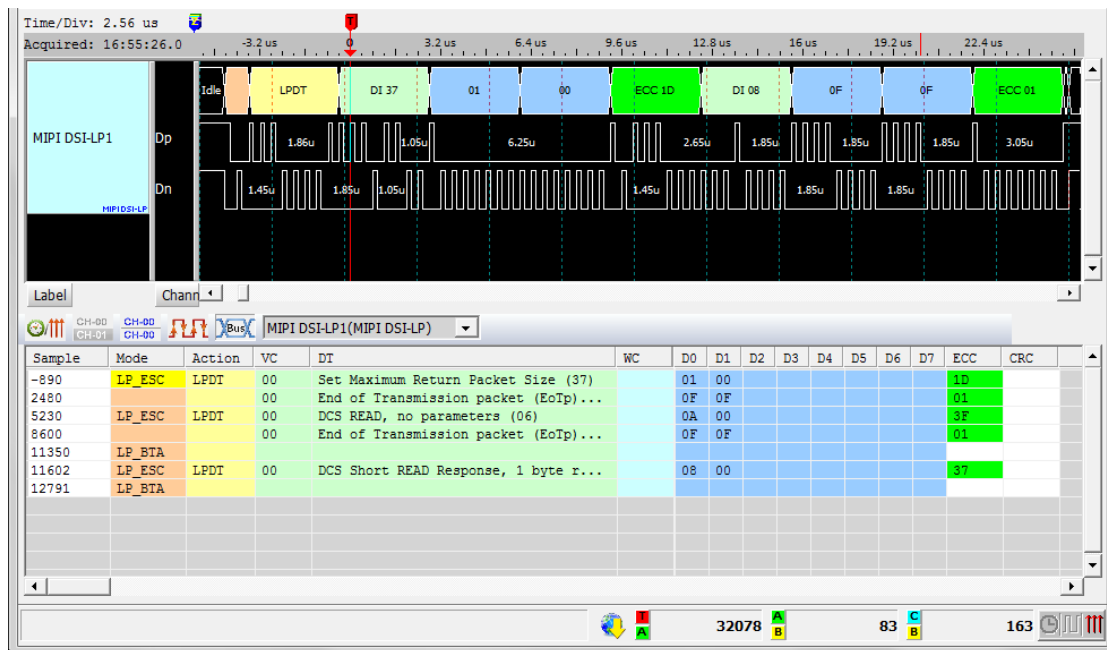 Time/Div: 2.56 us
Acquired: 16:55:26.0 -3.2 us 0 3.2 us 6.4 us 9.6 us 12.8 us 16 us 19.2 us 22.4 us
T
Idle LPDT DI 37 01 00 ECC 1D DI 08 0F 0F ECC 01
MIPI DSI-LP1 Dp 1.86u 1.05u 6.25u 2.65u 1.85u 1.85u 1.85u 3.05u
Dn 1.45u 1.85u 1.05u 1.45u 1.85u 1.85u
MIPI DSI-LP
Label Chann
CH-00 CH-01 CH-00 CH-00 Bus MIPI DSI-LP1(MIPI DSI-LP)
Sample Mode Action VC DT WC D0 D1 D2 D3 D4 D5 D6 D7 ECC CRC
-890 LP_ESC LPDT 00 Set Maximum Return Packet Size (37) 01 00 1D
2480 00 End of Transmission packet (EoTp)... 0F 0F 01
5230 LP_ESC LPDT 00 DCS READ, no parameters (06) 0A 00 3F
8600 00 End of Transmission packet (EoTp)... 0F 0F 01
11350 LP_BTA
11602 LP_ESC LPDT 00 DCS Short READ Response, 1 byte r... 08 00 37
12791 LP_BTA
T A 32078 A B 83 C B 163